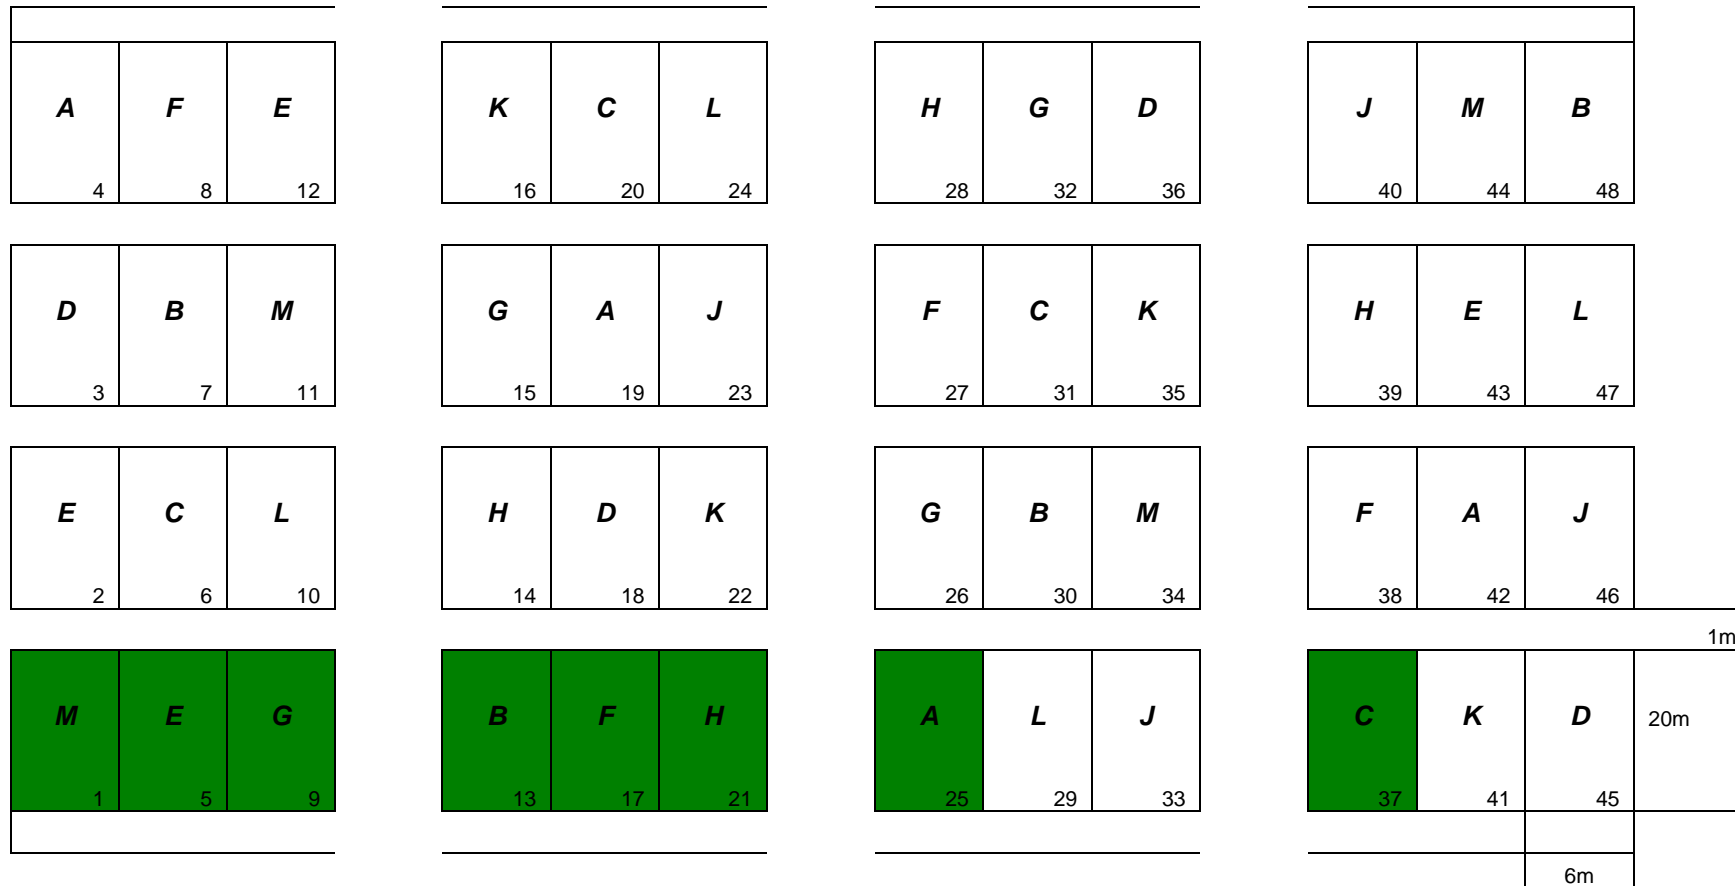 A F E K C L H G D J M B
4 8 12 16 20 24 28 32 36 40 44 48
D B M G A J F C K H E L
3 7 11 15 19 23 27 31 35 39 43 47
E C L H D K G B M F A J
2 6 10 14 18 22 26 30 34 38 42 46
1m
M E G B F H A L J C K D 20m
1 5 9 13 17 21 25 29 33 37 41 45
6m